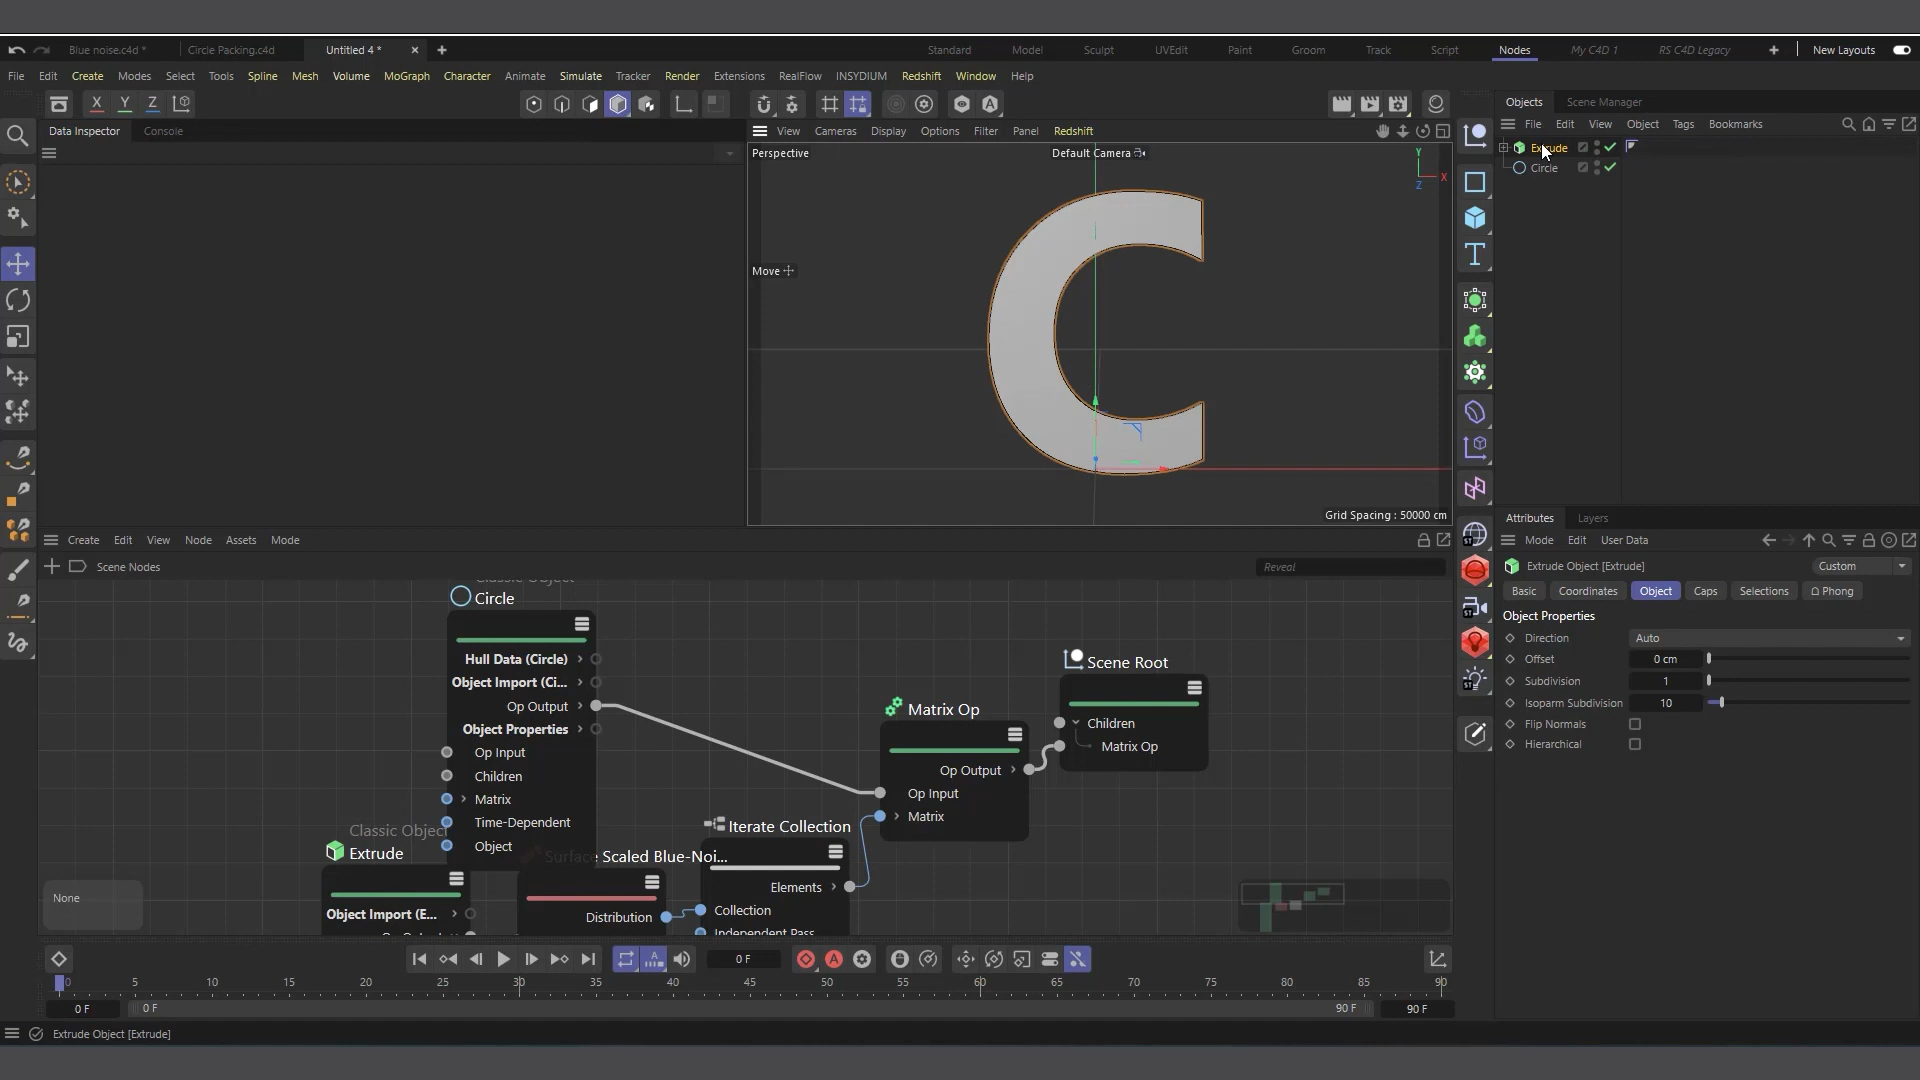 Blue noise.c4d *
Circle Packing.c4d
Untitled 4 *
Standard
Model
Sculpt
UVEdit
Paint
Groom
Track
Script
Nodes
My C4D 1
RS C4D Legacy
New Layouts
File Edit Create Modes Select Tools Spline Mesh Volume MoGraph Character Animate Simulate Tracker Render Extensions RealFlow INSYDIUM Redshift Window Help
X Y Z
Objects Scene Manager
Data Inspector Console
View Cameras Display Options Filter Panel Redshift
File Edit View Object Tags Bookmarks
Perspective
Default Camera
Y
X
Z
Extrude
Circle
Move
Grid Spacing : 50000 cm
Attributes Layers
Create Edit View Node Assets Mode
Mode Edit User Data
Scene Nodes
Reveal
Extrude Object [Extrude]
Custom
Basic Coordinates Object Caps Selections Phong
Object Properties
Direction Auto
Offset 0 cm
Subdivision 1
Isoparm Subdivision 10
Flip Normals
Hierarchical
Classic Object
Circle
Hull Data (Circle)
Object Import (Ci...
Op Output
Object Properties
Op Input
Children
Matrix
Time-Dependent
Object
Scene Root
Children
Matrix Op
Matrix Op
Op Output
Op Input
Matrix
Iterate Collection
Elements
Collection
Independent Pass
Surface Scaled Blue-Noi...
Distribution
Classic Object
Extrude
Object Import (E...
Op Output
None
0 F
0 5 10 15 20 25 30 35 40 45 50 55 60 65 70 75 80 85 90
0 F 0 F 90 F 90 F
Extrude Object [Extrude]